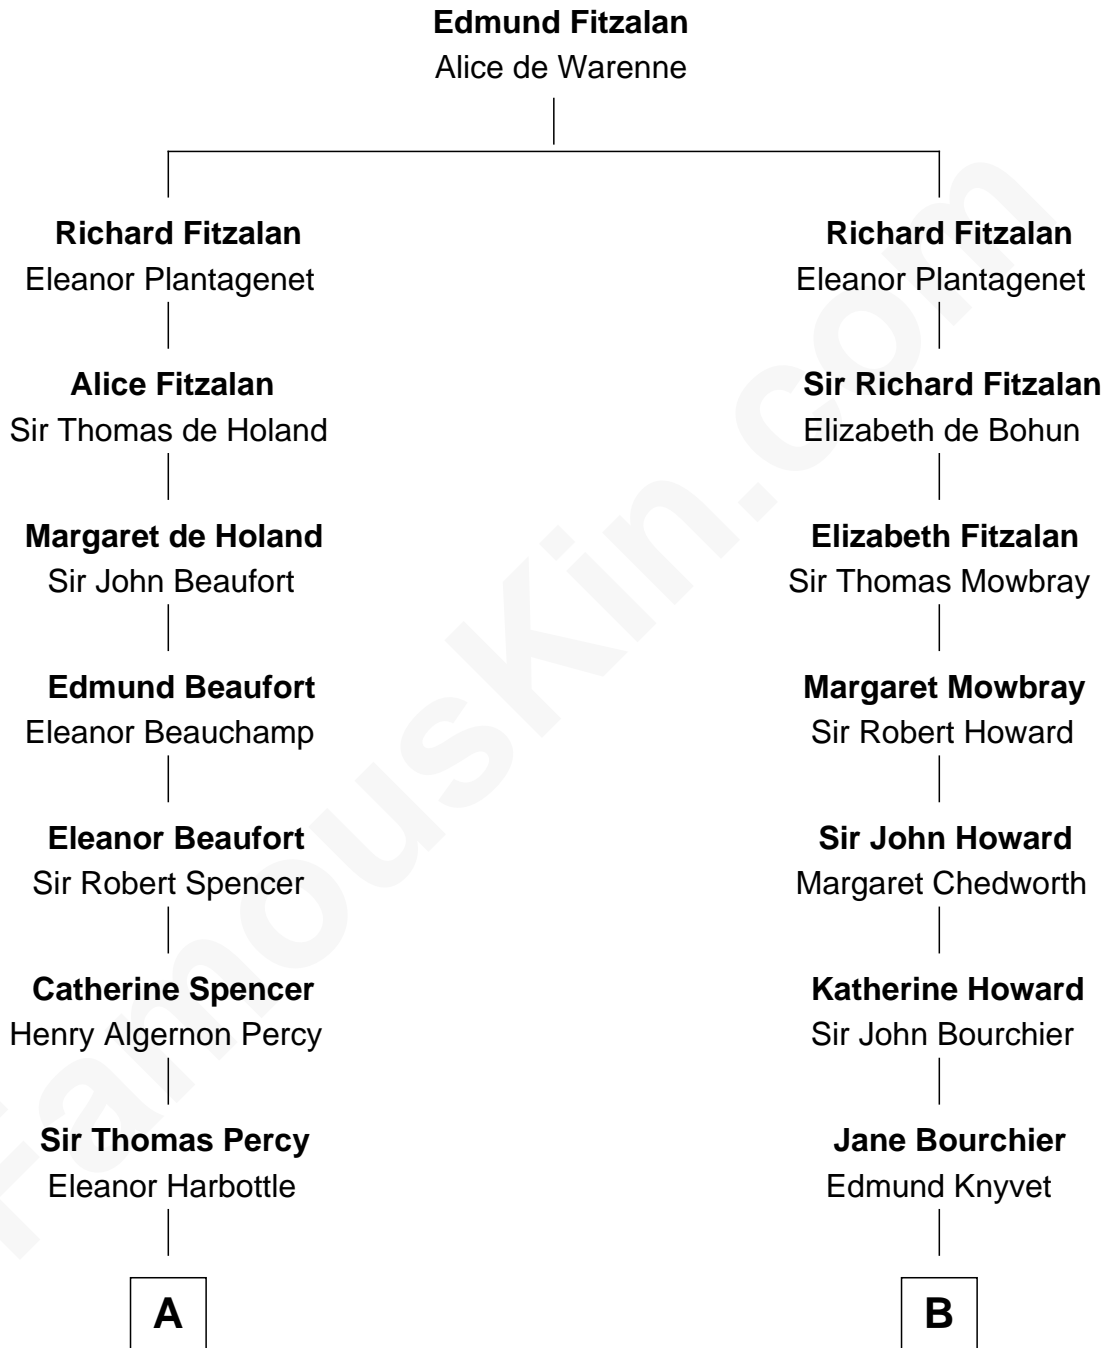 Edmund Fitzalan
Alice de Warenne
Richard Fitzalan
Eleanor Plantagenet
Richard Fitzalan
Eleanor Plantagenet
Alice Fitzalan
Sir Thomas de Holand
Sir Richard Fitzalan
Elizabeth de Bohun
Margaret de Holand
Sir John Beaufort
Elizabeth Fitzalan
Sir Thomas Mowbray
Edmund Beaufort
Eleanor Beauchamp
Margaret Mowbray
Sir Robert Howard
Eleanor Beaufort
Sir Robert Spencer
Sir John Howard
Margaret Chedworth
Catherine Spencer
Henry Algernon Percy
Katherine Howard
Sir John Bourchier
Sir Thomas Percy
Eleanor Harbottle
Jane Bourchier
Edmund Knyvet
A
B
FamousKin.com